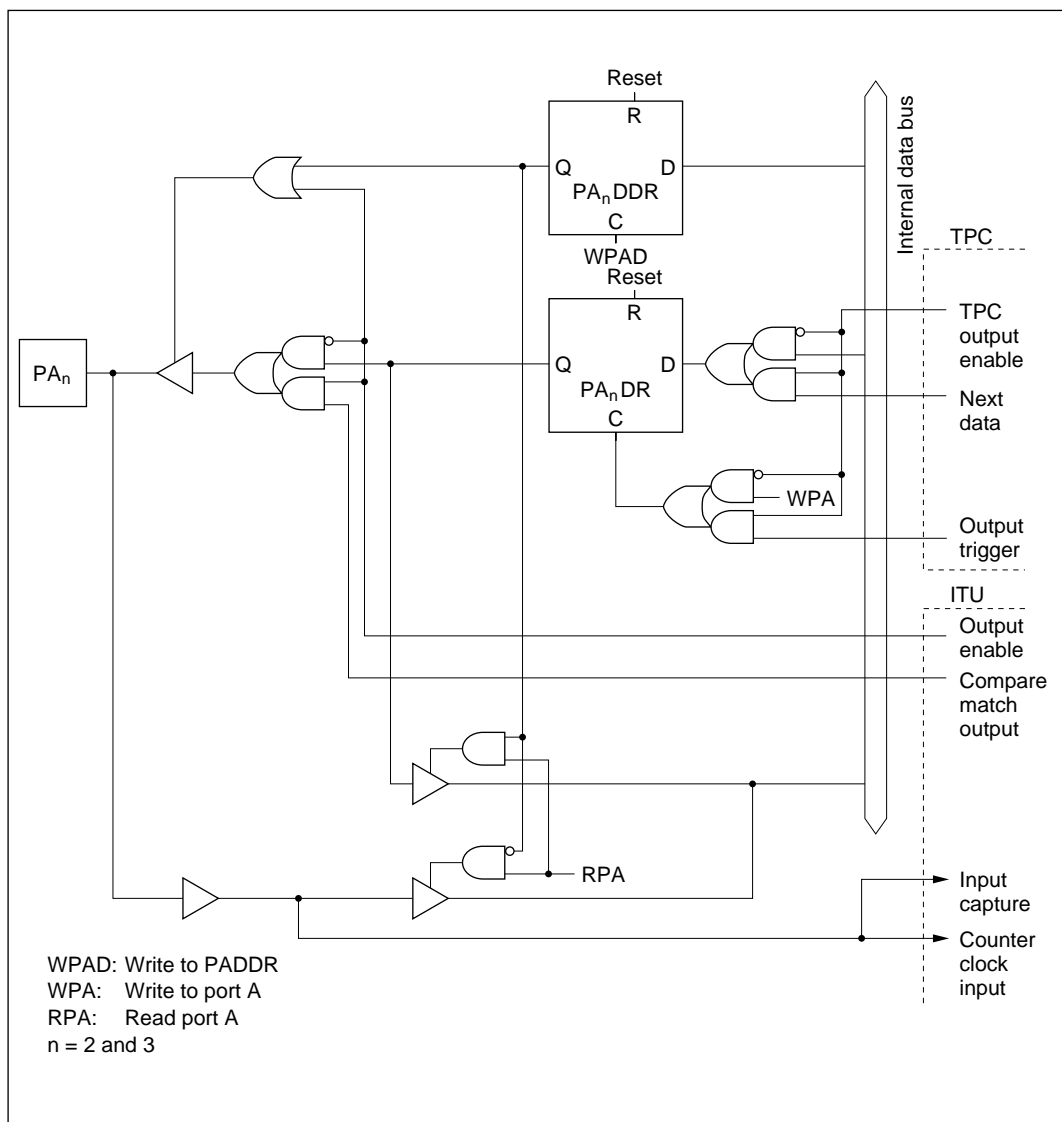 Reset
R
Q
D
PAnDDR
C
WPAD
Reset
R
Q
D
PAnDR
C
WPA
PAn
Internal data bus
TPC
TPC
output
enable
Next
data
Output
trigger
ITU
Output
enable
Compare
match
output
RPA
Input
capture
Counter
clock
input
WPAD: Write to PADDR
WPA: Write to port A
RPA: Read port A
n = 2 and 3